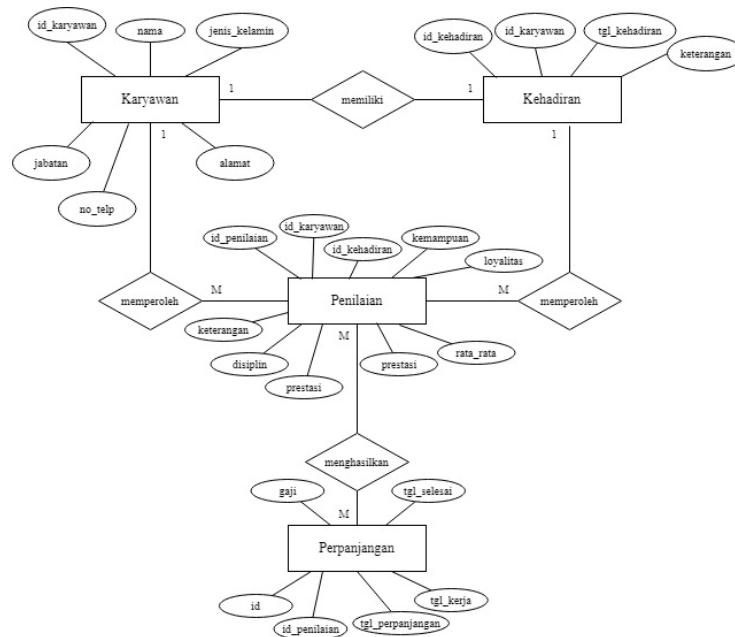 id_karyawan
nama
jenis_kelamin
id_kehadiran
id_karyawan
tgl_kehadiran
keterangan
Karyawan
1
memiliki
1
Kehadiran
1
1
jabatan
alamat
no_telp
id_penilaian
id_karyawan
id_kehadiran
kemampuan
loyalitas
memperoleh
M
Penilaian
M
memperoleh
keterangan
M
disiplin
prestasi
prestasi
rata_rata
menghasilkan
gaji
tgl_selesai
M
Perpanjangan
id
id_penilaian
tgl_perpanjangan
tgl_kerja